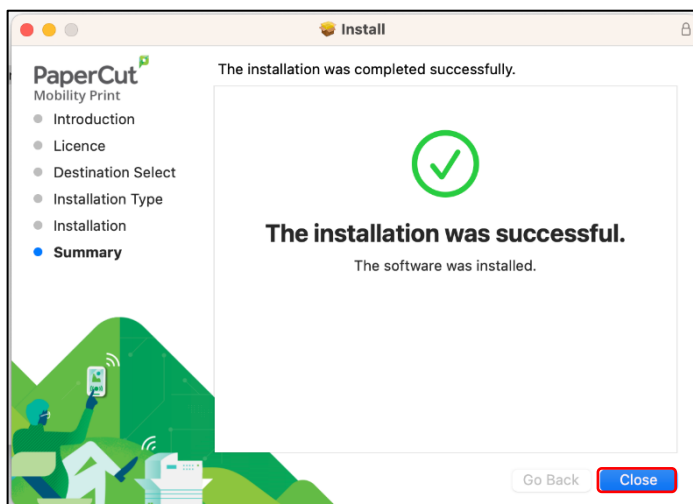 Install
PaperCut
Mobility Print
The installation was completed successfully.
Introduction
Licence
Destination Select
Installation Type
Installation
Summary
The installation was successful.
The software was installed.
Go Back
Close